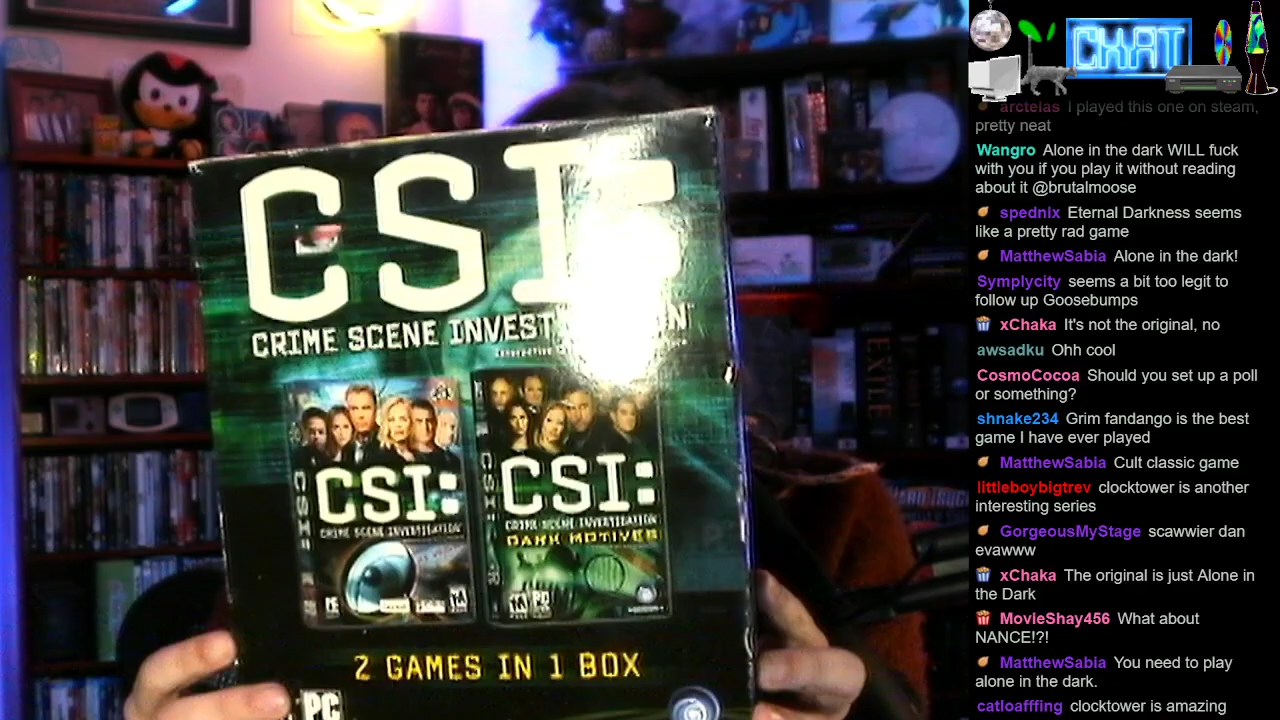 CSI:
CRIME SCENE INVEST
CSI:
CRIME SCENE INVESTIGATION
CSI:
CRIME SCENE INVESTIGATION
DARK MOTIVES
2 GAMES IN 1 BOX
PC
EXILE
CHAT
arctelas I played this one on steam,
pretty neat
Wangro Alone in the dark WILL fuck
with you if you play it without reading
about it @brutalmoose
spednix Eternal Darkness seems
like a pretty rad game
MatthewSabia Alone in the dark!
Symplycity seems a bit too legit to
follow up Goosebumps
xChaka It's not the original, no
awsadku Ohh cool
CosmoCocoa Should you set up a poll
or something?
shnake234 Grim fandango is the best
game I have ever played
MatthewSabia Cult classic game
littleboybigtrev clocktower is another
interesting series
GorgeousMyStage scawwier dan
evawww
xChaka The original is just Alone in
the Dark
MovieShay456 What about
NANCE!?!
MatthewSabia You need to play
alone in the dark.
catloafffing clocktower is amazing